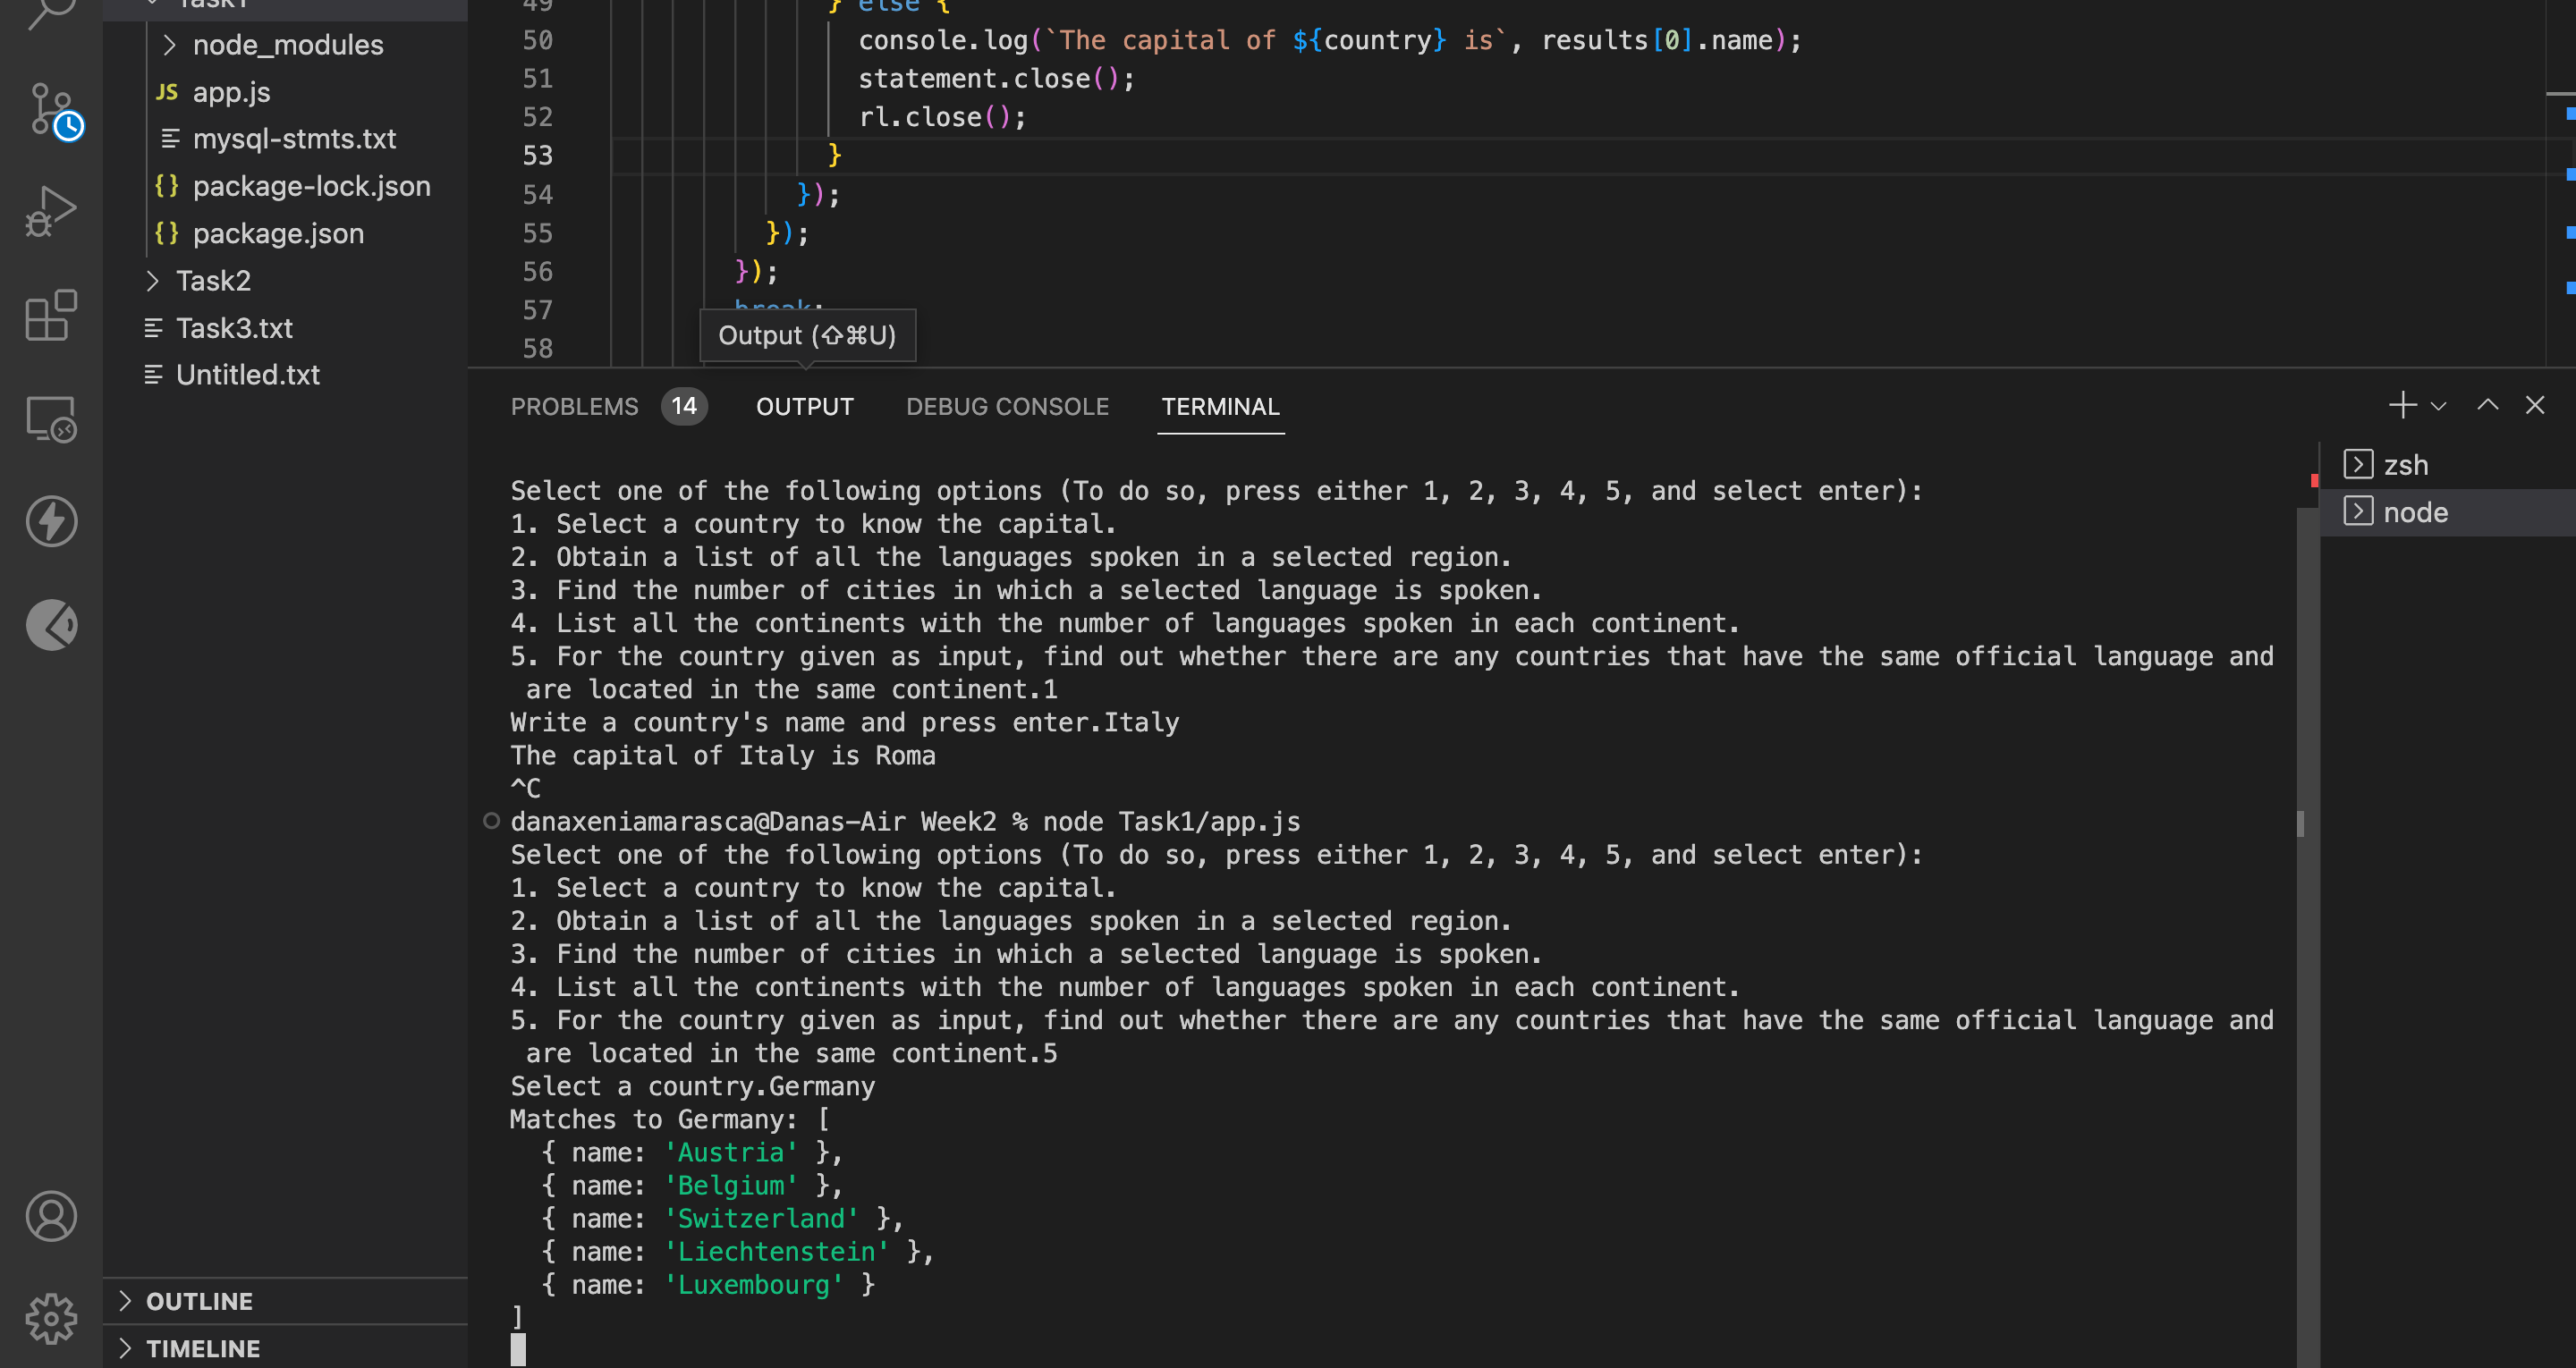 Task1
node_modules
JS app.js
mysql-stmts.txt
{} package-lock.json
{} package.json
Task2
Task3.txt
Untitled.txt
OUTLINE
TIMELINE
49 } else {
50 console.log(`The capital of ${country} is`, results[0].name);
51 statement.close();
52 rl.close();
53 }
54 });
55 });
56 });
57 break;
58
Output (⇧⌘U)
PROBLEMS 14 OUTPUT DEBUG CONSOLE TERMINAL
zsh
node
Select one of the following options (To do so, press either 1, 2, 3, 4, 5, and select enter):
1. Select a country to know the capital.
2. Obtain a list of all the languages spoken in a selected region.
3. Find the number of cities in which a selected language is spoken.
4. List all the continents with the number of languages spoken in each continent.
5. For the country given as input, find out whether there are any countries that have the same official language and
are located in the same continent.1
Write a country's name and press enter.Italy
The capital of Italy is Roma
^C
danaxeniamarasca@Danas-Air Week2 % node Task1/app.js
Select one of the following options (To do so, press either 1, 2, 3, 4, 5, and select enter):
1. Select a country to know the capital.
2. Obtain a list of all the languages spoken in a selected region.
3. Find the number of cities in which a selected language is spoken.
4. List all the continents with the number of languages spoken in each continent.
5. For the country given as input, find out whether there are any countries that have the same official language and
are located in the same continent.5
Select a country.Germany
Matches to Germany: [
{ name: 'Austria' },
{ name: 'Belgium' },
{ name: 'Switzerland' },
{ name: 'Liechtenstein' },
{ name: 'Luxembourg' }
]